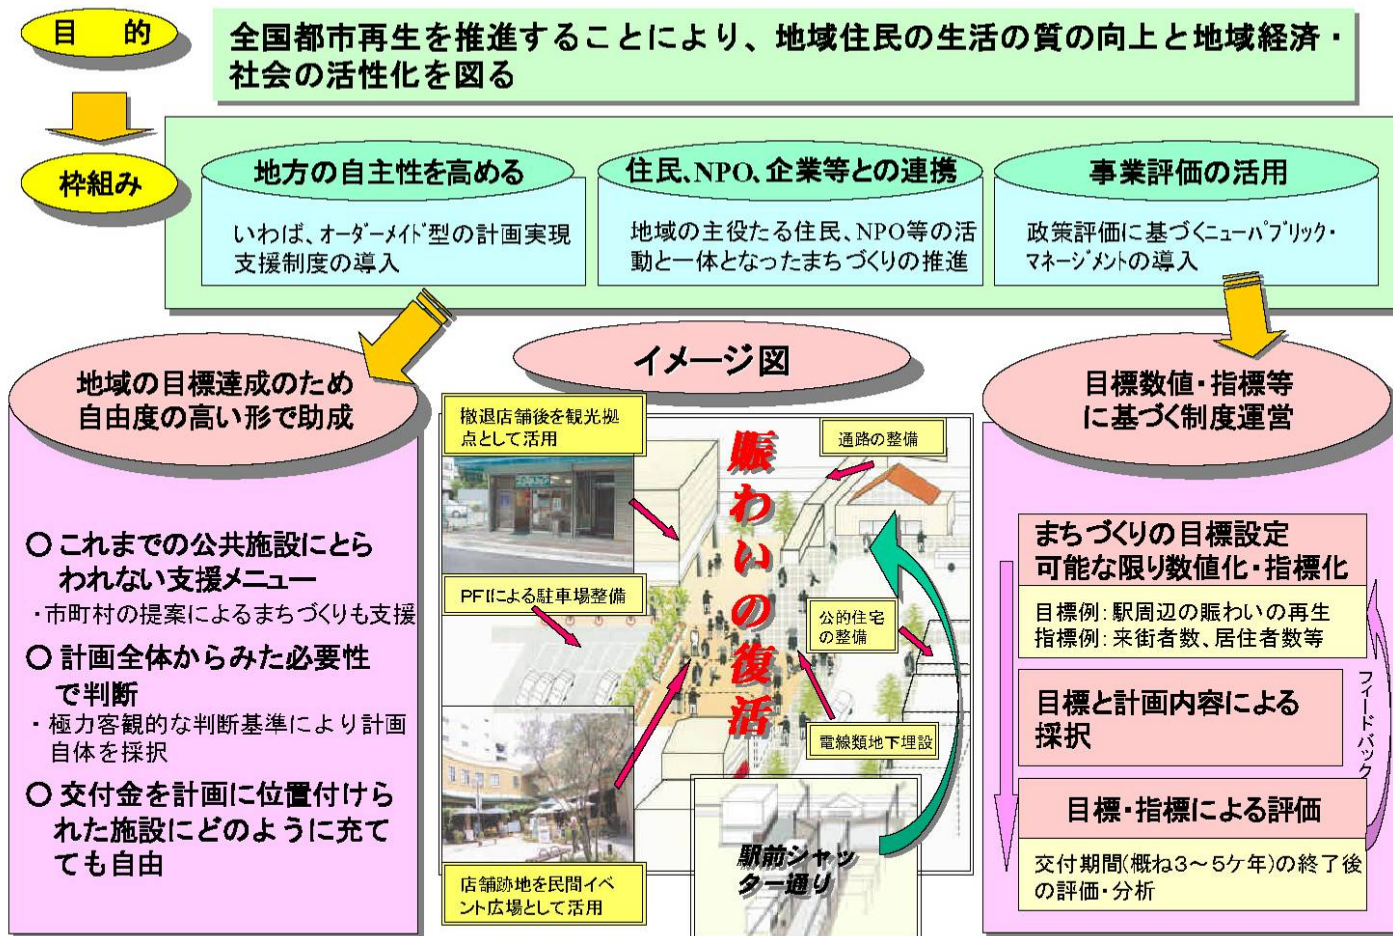 目　的
全国都市再生を推進することにより、地域住民の生活の質の向上と地域経済・
社会の活性化を図る
枠組み
地方の自主性を高める
いわば、オーダーメイド型の計画実現
支援制度の導入
住民、NPO、企業等との連携
地域の主役たる住民、NPO等の活
動と一体となったまちづくりの推進
事業評価の活用
政策評価に基づくニューパブリック・
マネージメントの導入
地域の目標達成のため
自由度の高い形で助成
○ これまでの公共施設にとら
われない支援メニュー
・市町村の提案によるまちづくりも支援
○ 計画全体からみた必要性
で判断
・ 極力客観的な判断基準により計画
自体を採択
○ 交付金を計画に位置付けら
れた施設にどのように充て
ても自由
イメージ図
撤退店舗後を観光拠
点として活用
PFIによる駐車場整備
店舗跡地を民間イベ
ント広場として活用
賑わいの復活
通路の整備
公的住宅
の整備
電線類地下埋設
駅前シャッ
ター通り
目標数値・指標等
に基づく制度運営
まちづくりの目標設定
可能な限り数値化・指標化
目標例：駅周辺の賑わいの再生
指標例：来街者数、居住者数等
目標と計画内容による
採択
目標・指標による評価
交付期間(概ね3～5ケ年)の終了後
の評価・分析
フィードバック